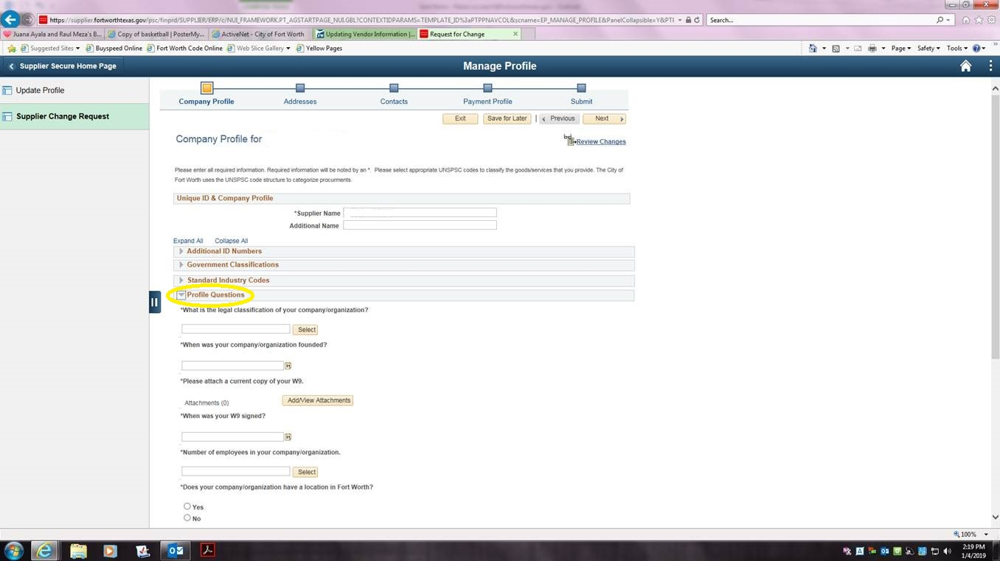 https://supplier.fortworthtexas.gov/psc/finprid/SUPPLIER/ERP/c/NUI_FRAMEWORK.PT_AGSTARTPAGE_NUI.GBL?CONTEXTIDPARAMS=TEMPLATE_ID%3aPTPPNAVCOL&scname=EP_MANAGE_PROFILE&PanelCollapsible=Y&PTI
Search...
Juana Ayala and Raul Meza's B...
Copy of basketball | PosterMy...
ActiveNet - City of Fort Worth
Updating Vendor Information |...
Request for Change
Suggested Sites
Buyspeed Online
Fort Worth Code Online
Web Slice Gallery
Yellow Pages
Page
Safety
Tools
Supplier Secure Home Page
Manage Profile
Update Profile
Supplier Change Request
Company Profile
Addresses
Contacts
Payment Profile
Submit
Exit
Save for Later
|
Previous
Next
Company Profile for
Review Changes
Please enter all required information. Required information will be noted by an *.  Please select appropriate UNSPSC codes to classify the goods/services that you provide. The City of
Fort Worth uses the UNSPSC code structure to categorize procurments.
Unique ID & Company Profile
*Supplier Name
Additional Name
Expand All
Collapse All
Additional ID Numbers
Government Classifications
Standard Industry Codes
Profile Questions
*What is the legal classification of your company/organization?
Select
*When was your company/organization founded?
*Please attach a current copy of your W9.
Attachments (0)
Add/View Attachments
*When was your W9 signed?
*Number of employees in your company/organization.
Select
*Does your company/organization have a location in Fort Worth?
Yes
No
100%
2:19 PM
1/4/2019